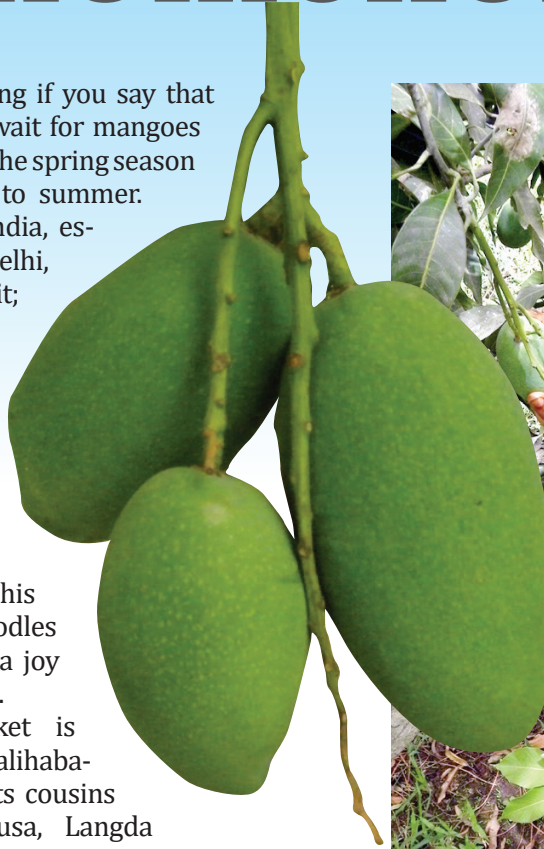 ng if you say that
wait for mangoes
he spring season
to summer.
ndia, es-
elhi,
it;
his
odles
a joy
.
ket is
alihaba-
ts cousins
usa, Langda